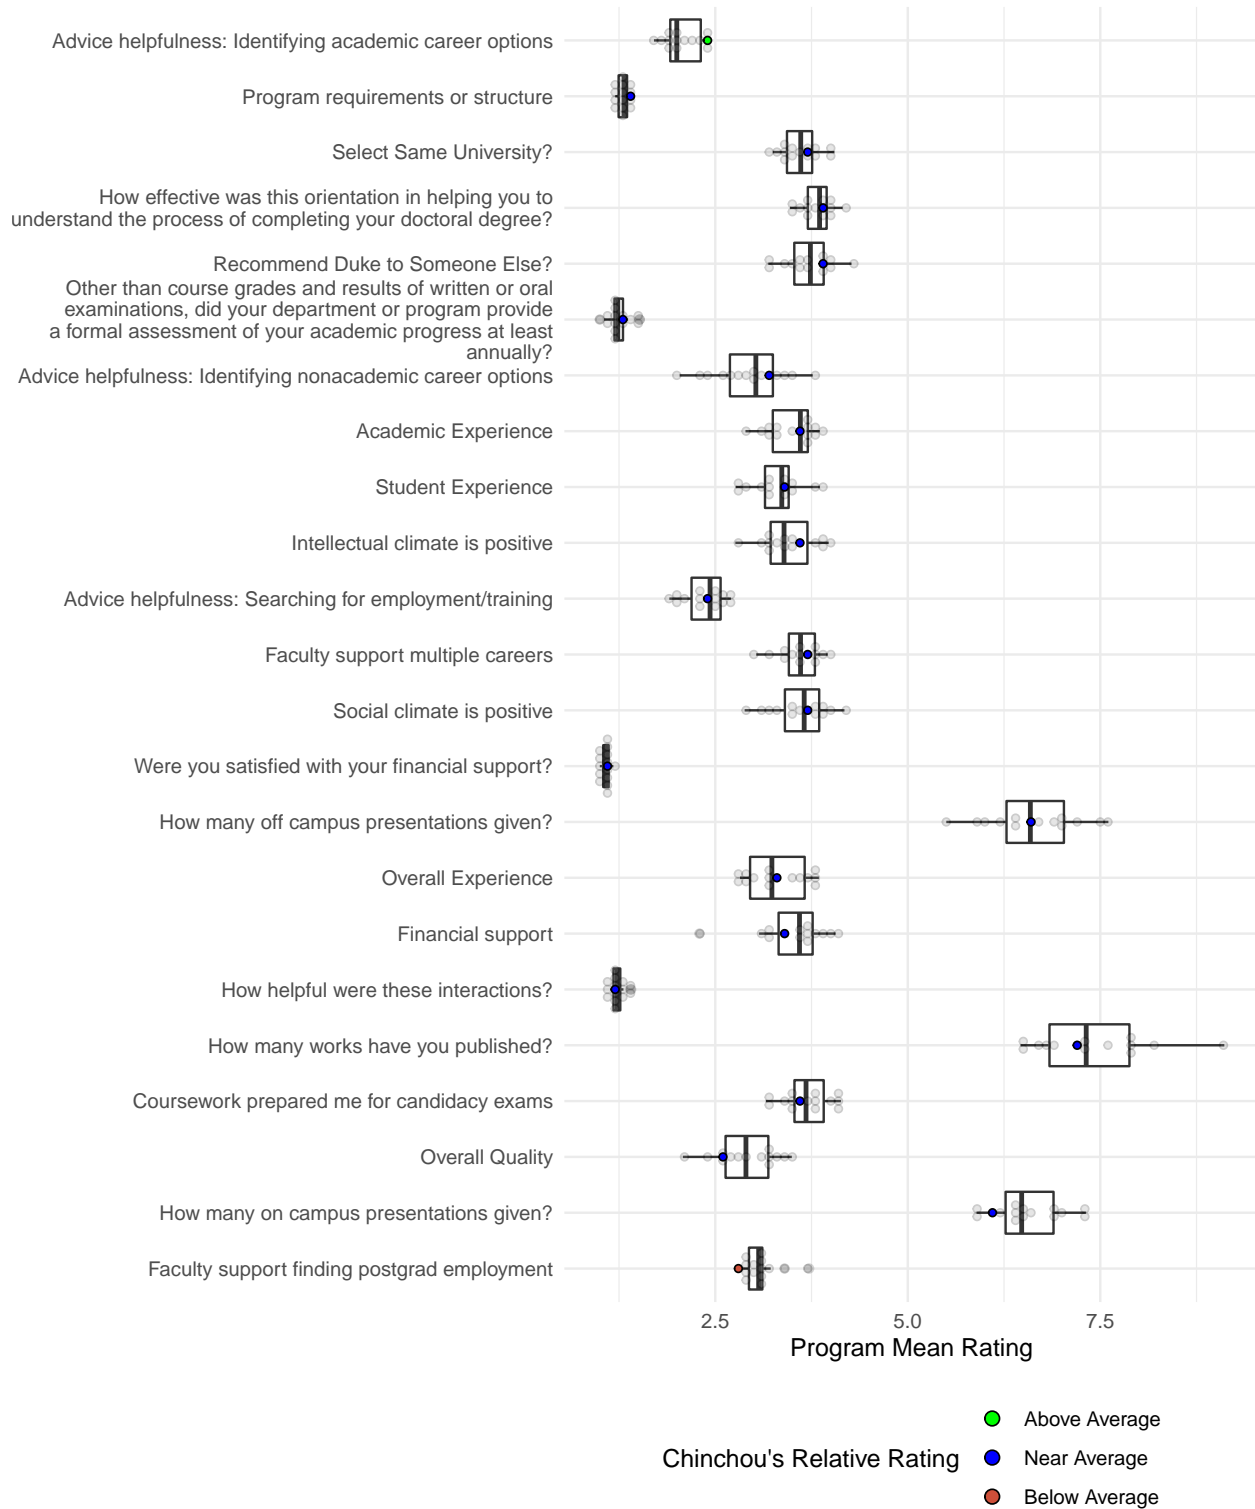 Advice helpfulness: Identifying academic career options
Program requirements or structure
Select Same University?
How effective was this orientation in helping you to
understand the process of completing your doctoral degree?
Recommend Duke to Someone Else?
Other than course grades and results of written or oral
examinations, did your department or program provide
a formal assessment of your academic progress at least
annually?
Advice helpfulness: Identifying nonacademic career options
Academic Experience
Student Experience
Intellectual climate is positive
Advice helpfulness: Searching for employment/training
Faculty support multiple careers
Social climate is positive
Were you satisfied with your financial support?
How many off campus presentations given?
Overall Experience
Financial support
How helpful were these interactions?
How many works have you published?
Coursework prepared me for candidacy exams
Overall Quality
How many on campus presentations given?
Faculty support finding postgrad employment
2.5 5.0 7.5
Program Mean Rating
Above Average
Chinchou's Relative Rating Near Average
Below Average